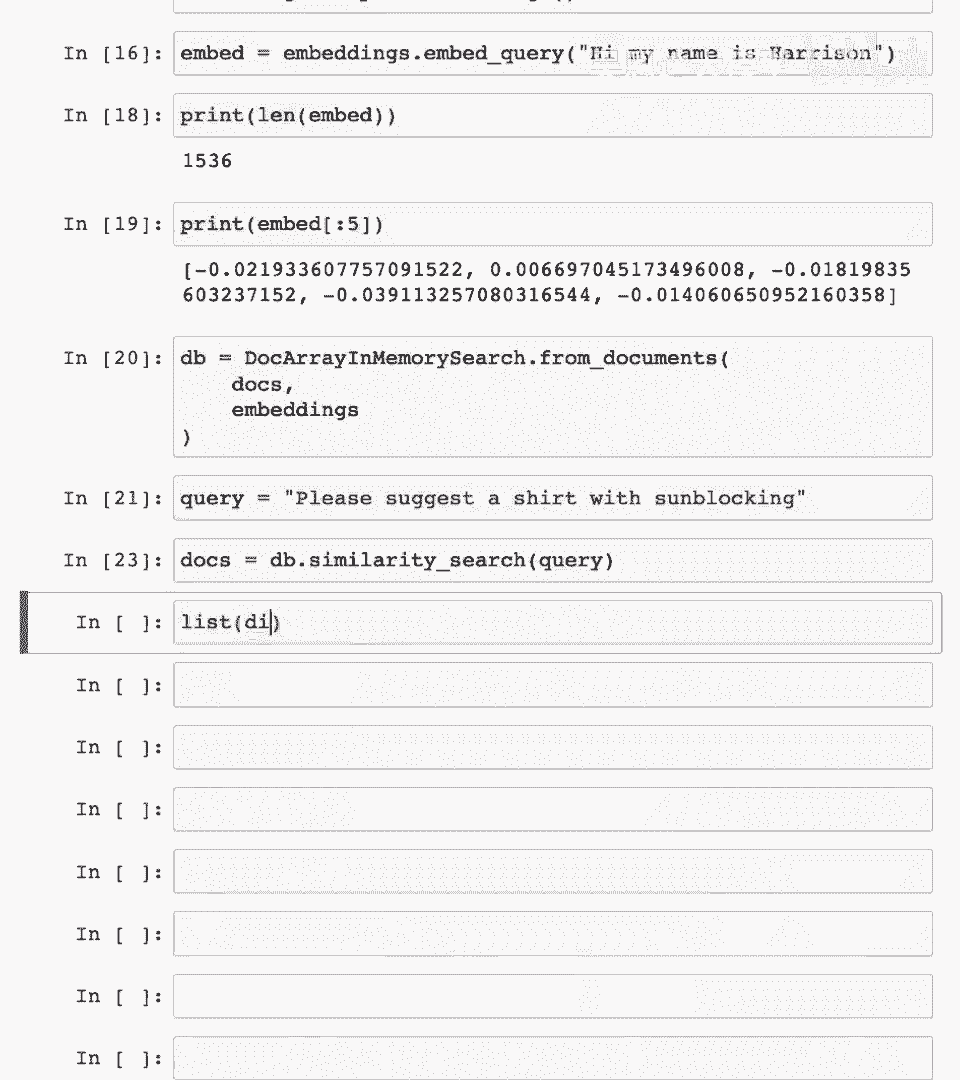 In [16]: embed = embeddings.embed_query("Hi my name is Harrison")
In [18]: print(len(embed))
1536
In [19]: print(embed[:5])
[-0.021933607757091522, 0.006697045173496008, -0.01819835
603237152, -0.039113257080316544, -0.014060650952160358]
In [20]: db = DocArrayInMemorySearch.from_documents(
docs,
embeddings
)
In [21]: query = "Please suggest a shirt with sunblocking"
In [23]: docs = db.similarity_search(query)
In [ ]: list(di)
In [ ]:
In [ ]:
In [ ]:
In [ ]:
In [ ]:
In [ ]:
In [ ]: